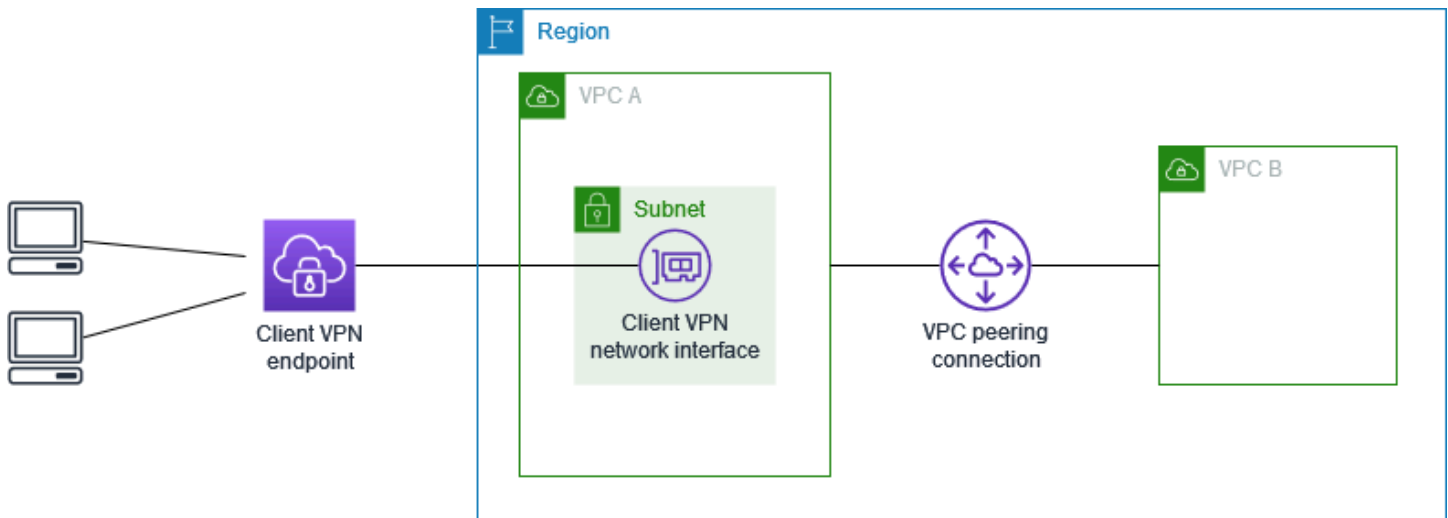 Region
VPC A
VPC B
Subnet
Client VPN
endpoint
Client VPN
network interface
VPC peering
connection